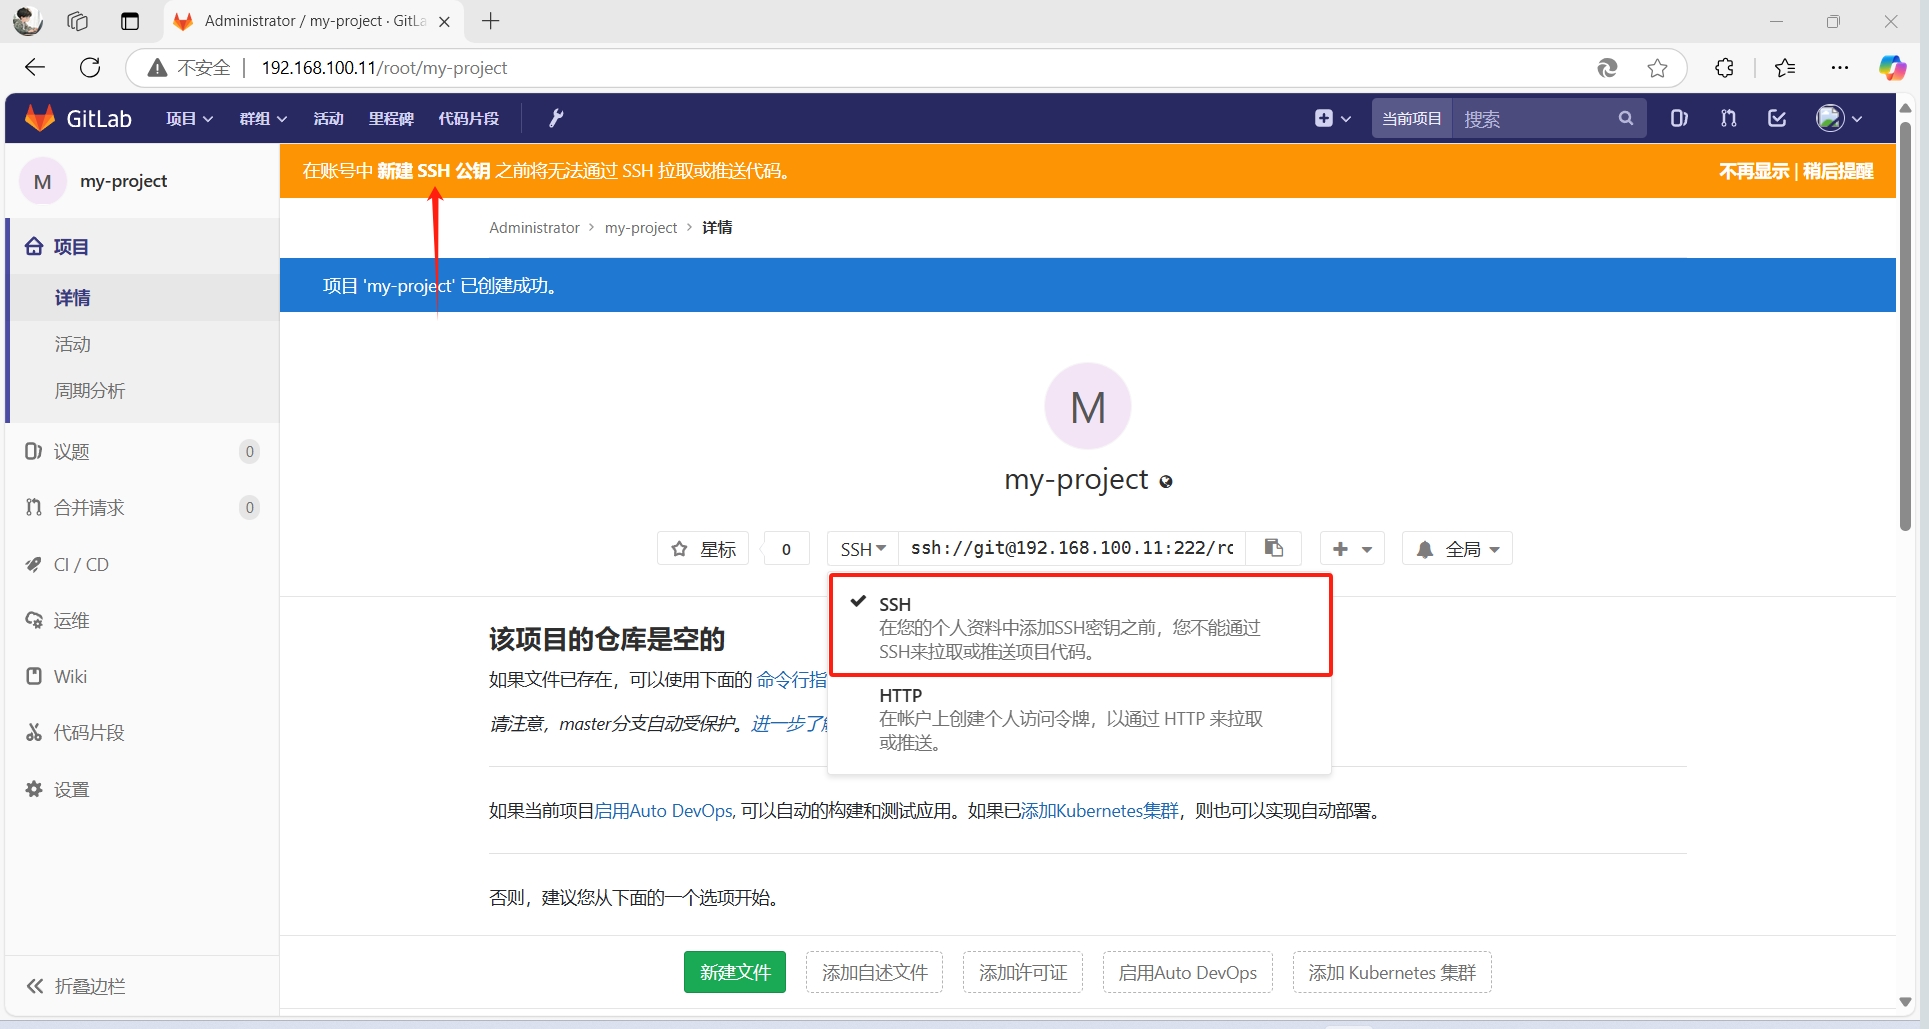 Administrator / my-project · GitLa
不安全 192.168.100.11/root/my-project
GitLab 项目 群组 活动 里程碑 代码片段 当前项目 搜索
M my-project
在账号中 新建 SSH 公钥 之前将无法通过 SSH 拉取或推送代码。 不再显示 | 稍后提醒
Administrator > my-project > 详情
项目
项目 'my-project' 已创建成功。
详情
活动
周期分析
M
my-project
议题 0
合并请求 0
星标 0 SSH ssh://git@192.168.100.11:222/ro 全局
CI / CD
SSH
在您的个人资料中添加SSH密钥之前，您不能通过
SSH来拉取或推送项目代码。
HTTP
在帐户上创建个人访问令牌，以通过 HTTP 来拉取
或推送。
运维
Wiki
代码片段
设置
该项目的仓库是空的
如果文件已存在，可以使用下面的 命令行指
请注意，master分支自动受保护。进一步了
如果当前项目启用Auto DevOps, 可以自动的构建和测试应用。如果已添加Kubernetes集群，则也可以实现自动部署。
否则，建议您从下面的一个选项开始。
新建文件 添加自述文件 添加许可证 启用Auto DevOps 添加 Kubernetes 集群
折叠边栏